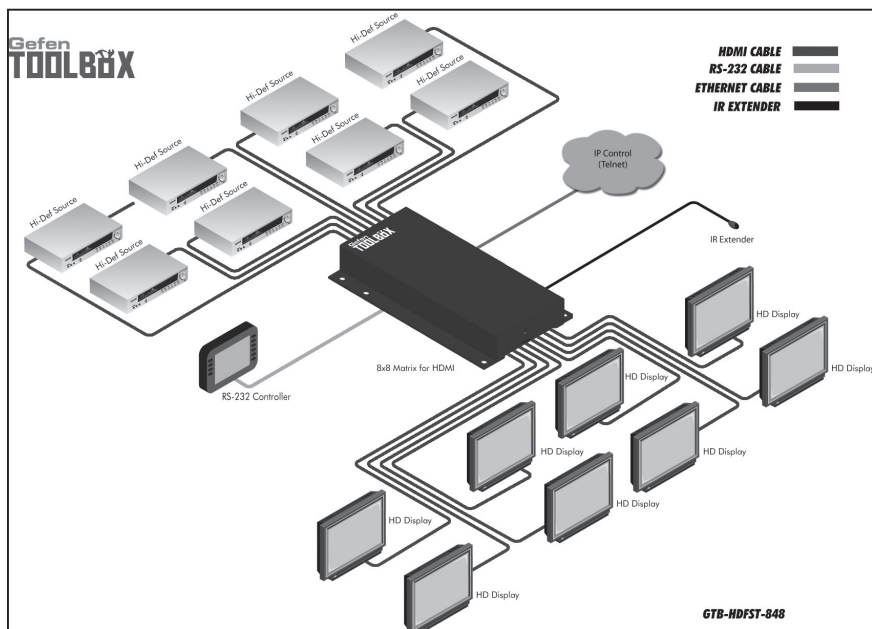 Gefen
TOOLBOX
Hi-Def Source
Hi-Def Source
Hi-Def Source
Hi-Def Source
Hi-Def Source
Hi-Def Source
Hi-Def Source
Hi-Def Source
HDMI CABLE
RS-232 CABLE
ETHERNET CABLE
IR EXTENDER
IP Control
(Telnet)
Gefen
TOOLBOX
IR Extender
8x8 Matrix for HDMI
RS-232 Controller
HD Display
HD Display
HD Display
HD Display
HD Display
HD Display
HD Display
HD Display
GTB-HDFST-848